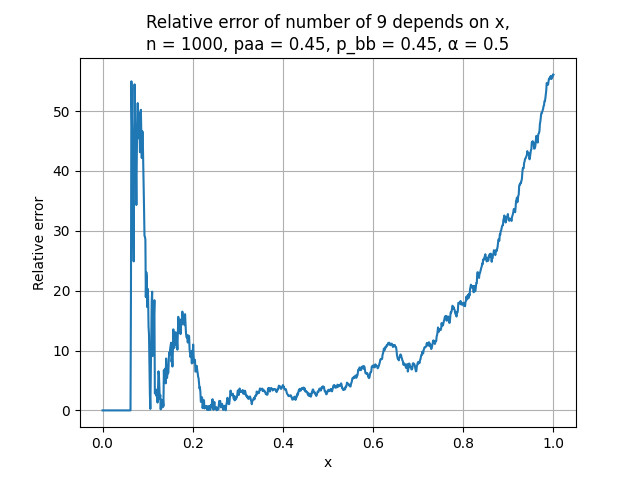 Relative error of number of 9 depends on x,
n = 1000, paa = 0.45, p_bb = 0.45, α = 0.5
50
40
30
20
10
0
Relative error
0.0 0.2 0.4 0.6 0.8 1.0
x